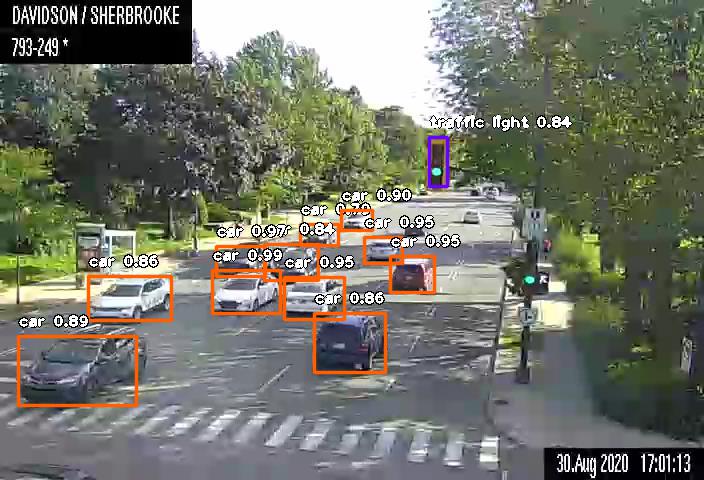 DAVIDSON / SHERBROOKE
793-249 *
traffic light 0.84
car 0.90
car 0.79
car 0.95
car 0.97
0.84
car 0.95
car 0.99
car 0.95
car 0.86
car 0.86
car 0.89
30.Aug 2020 17:01:13